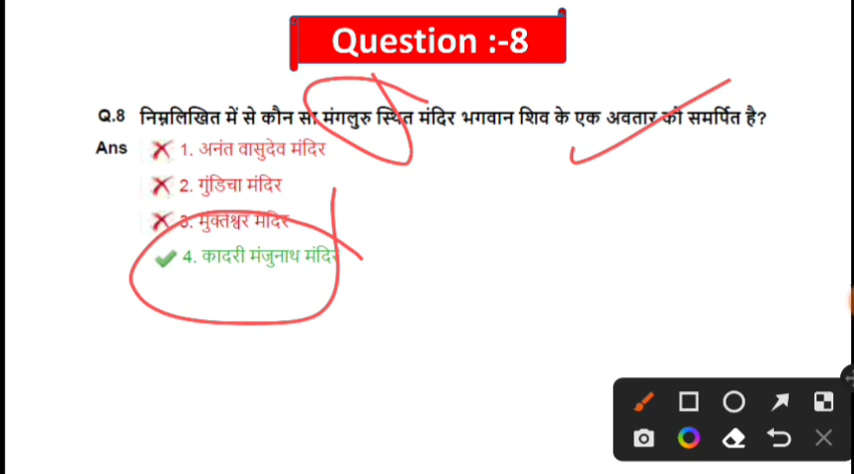 Question :-8
Q.8 निम्नलिखित में से कौन सा मंगलुरु स्थित मंदिर भगवान शिव के एक अवतार को समर्पित है?
Ans 1. अनंत वासुदेव मंदिर
2. गुंडिचा मंदिर
3. मुक्तेश्वर मंदिर
4. कादरी मंजुनाथ मंदिर